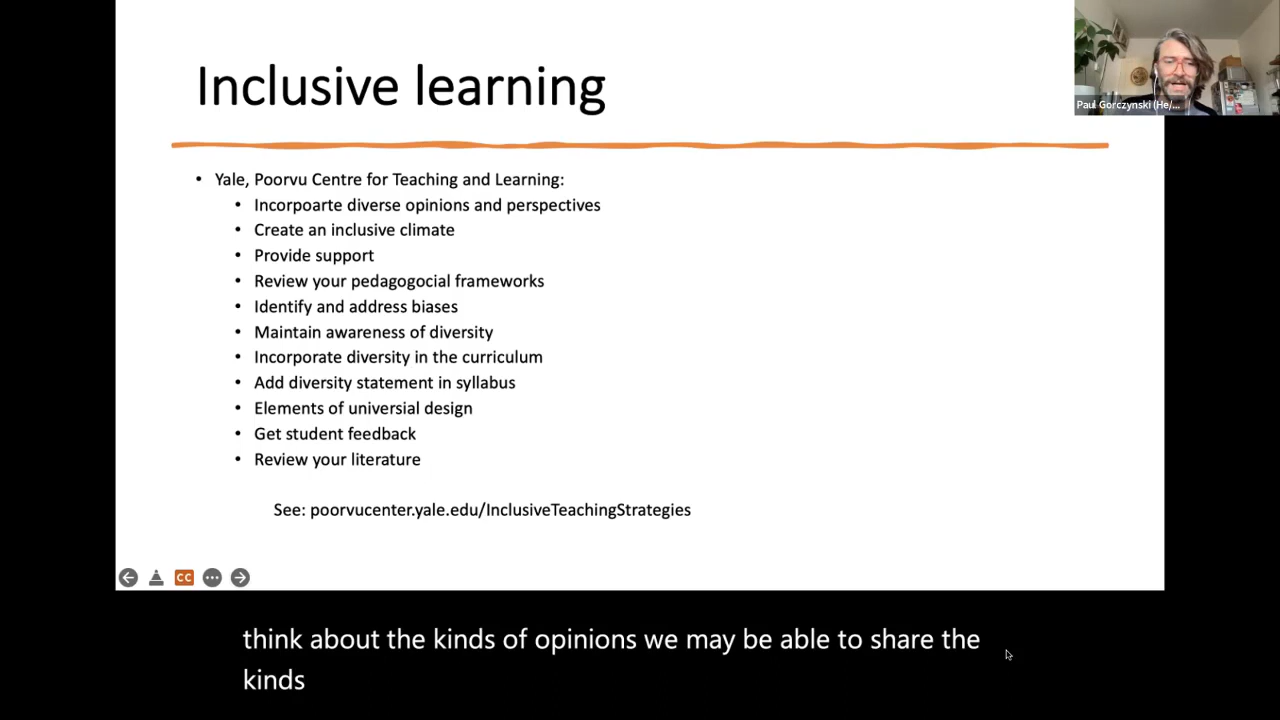 Inclusive learning
Paul Gorczynski (He/...
• Yale, Poorvu Centre for Teaching and Learning:
• Incorpoarte diverse opinions and perspectives
• Create an inclusive climate
• Provide support
• Review your pedagogocial frameworks
• Identify and address biases
• Maintain awareness of diversity
• Incorporate diversity in the curriculum
• Add diversity statement in syllabus
• Elements of universial design
• Get student feedback
• Review your literature
See: poorvucenter.yale.edu/InclusiveTeachingStrategies
CC
think about the kinds of opinions we may be able to share the
kinds